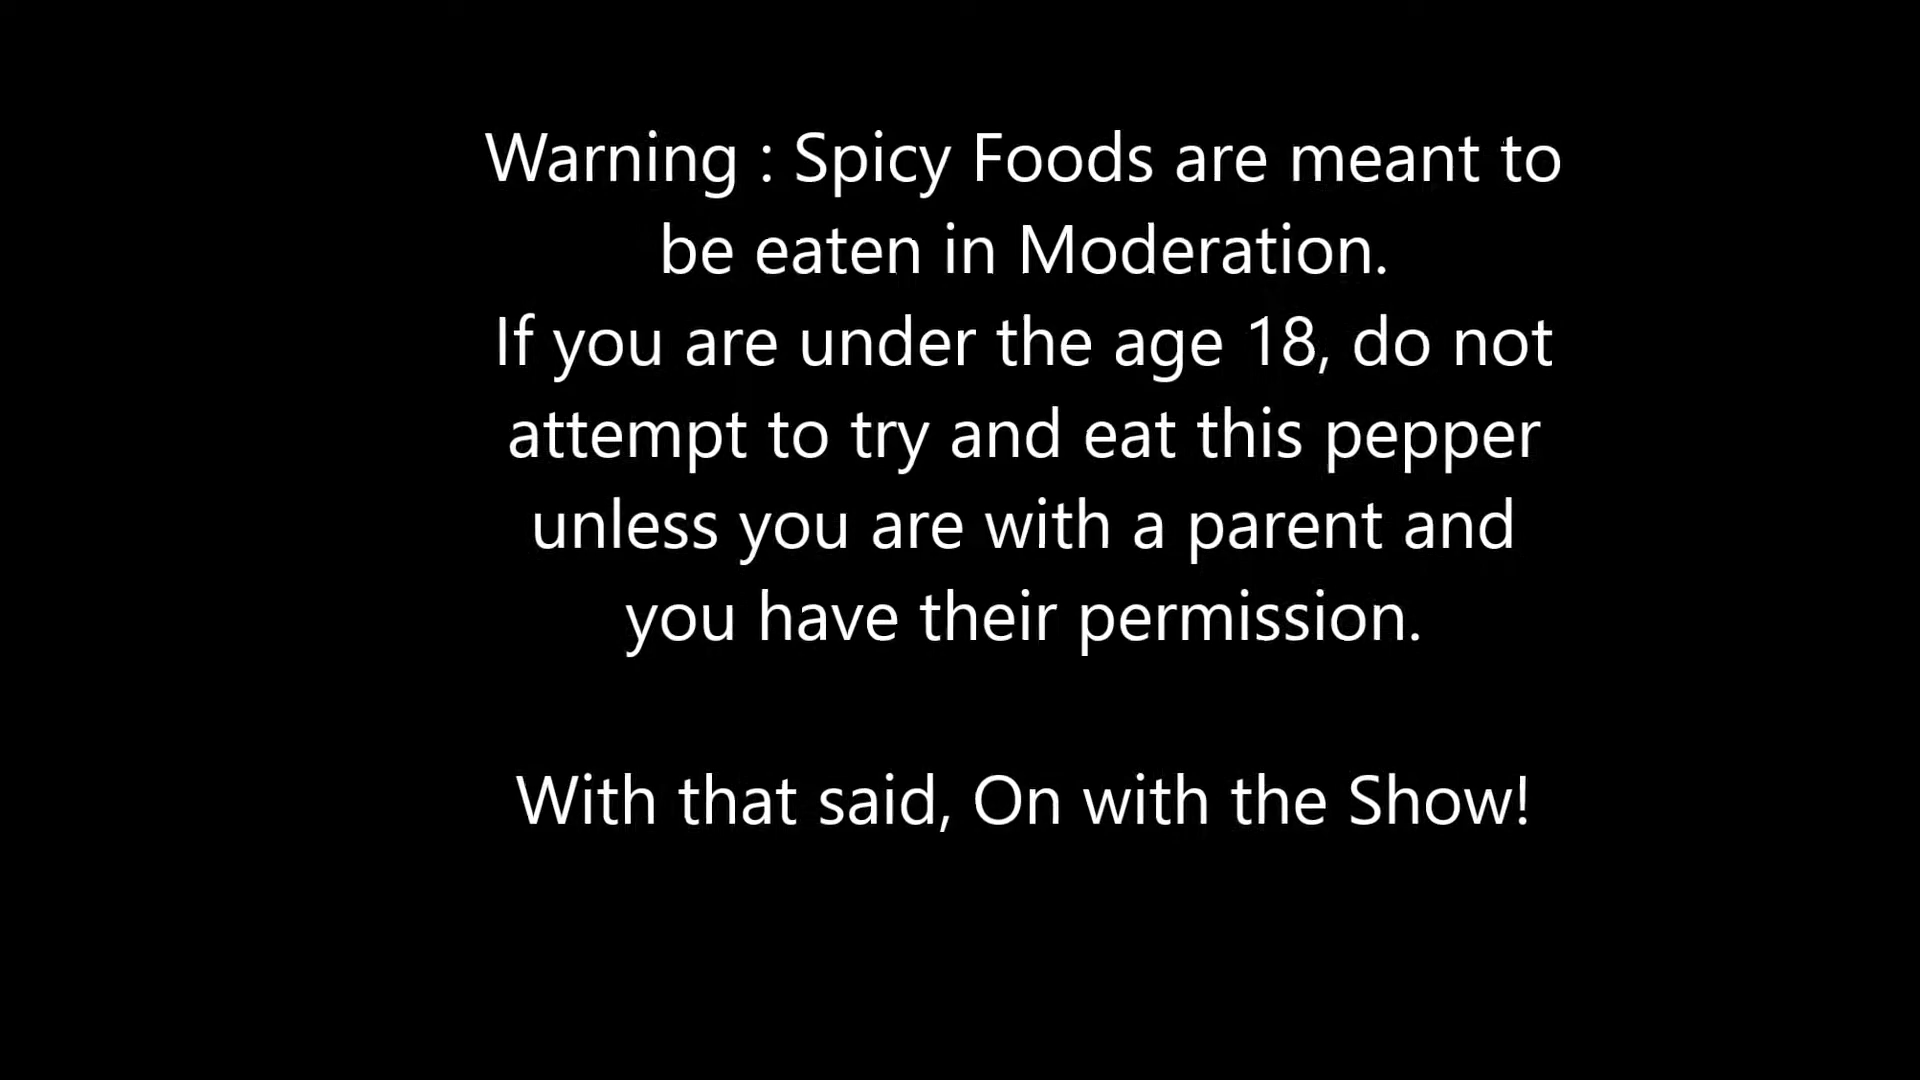 Warning : Spicy Foods are meant to
be eaten in Moderation.
If you are under the age 18, do not
attempt to try and eat this pepper
unless you are with a parent and
you have their permission.
With that said, On with the Show!